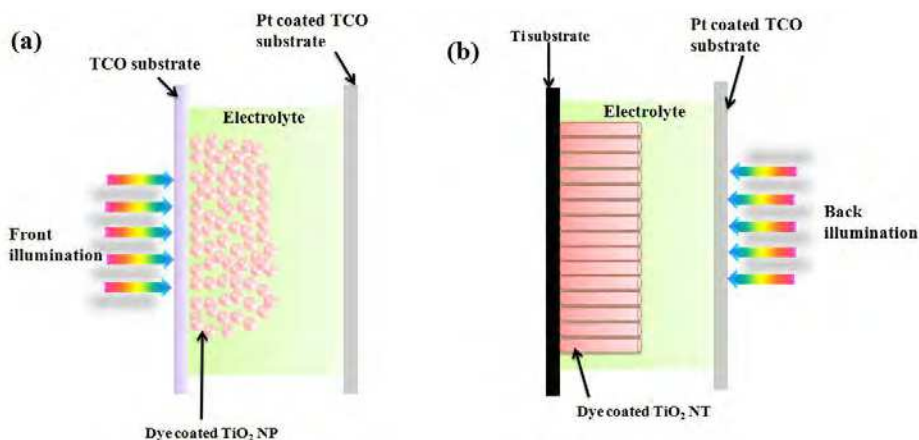 (a)
Pt coated TCO
substrate
TCO substrate
Electrolyte
Front
illumination
Dye coated TiO₂ NP
(b)
Ti substrate
Pt coated TCO
substrate
Electrolyte
Back
illumination
Dye coated TiO₂ NT